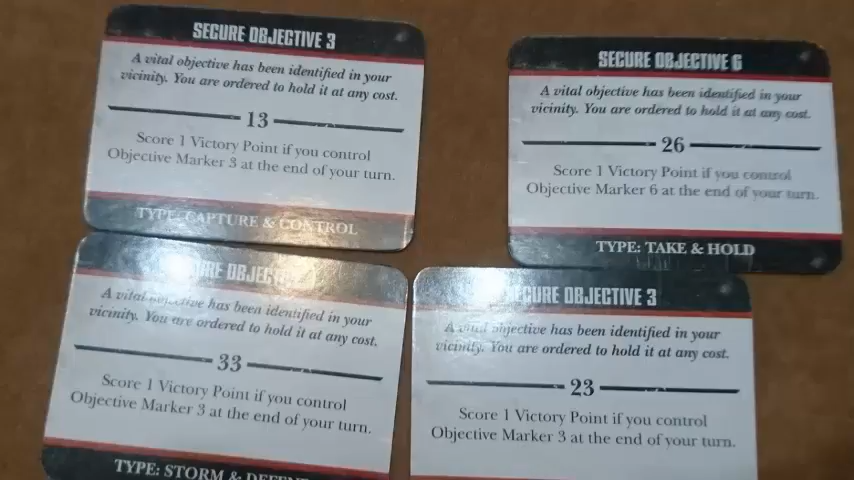 SECURE OBJECTIVE 3
A vital objective has been identified in your
vicinity. You are ordered to hold it at any cost.
13
Score 1 Victory Point if you control
Objective Marker 3 at the end of your turn.
TYPE: CAPTURE & CONTROL
SECURE OBJECTIVE 6
A vital objective has been identified in your
vicinity. You are ordered to hold it at any cost.
26
Score 1 Victory Point if you control
Objective Marker 6 at the end of your turn.
TYPE: TAKE & HOLD
A vital objective has been identified in your
vicinity. You are ordered to hold it at any cost.
33
Score 1 Victory Point if you control
Objective Marker 3 at the end of your turn.
TYPE: STORM & DEFEND
SECURE OBJECTIVE 3
A vital objective has been identified in your
vicinity. You are ordered to hold it at any cost.
23
Score 1 Victory Point if you control
Objective Marker 3 at the end of your turn.